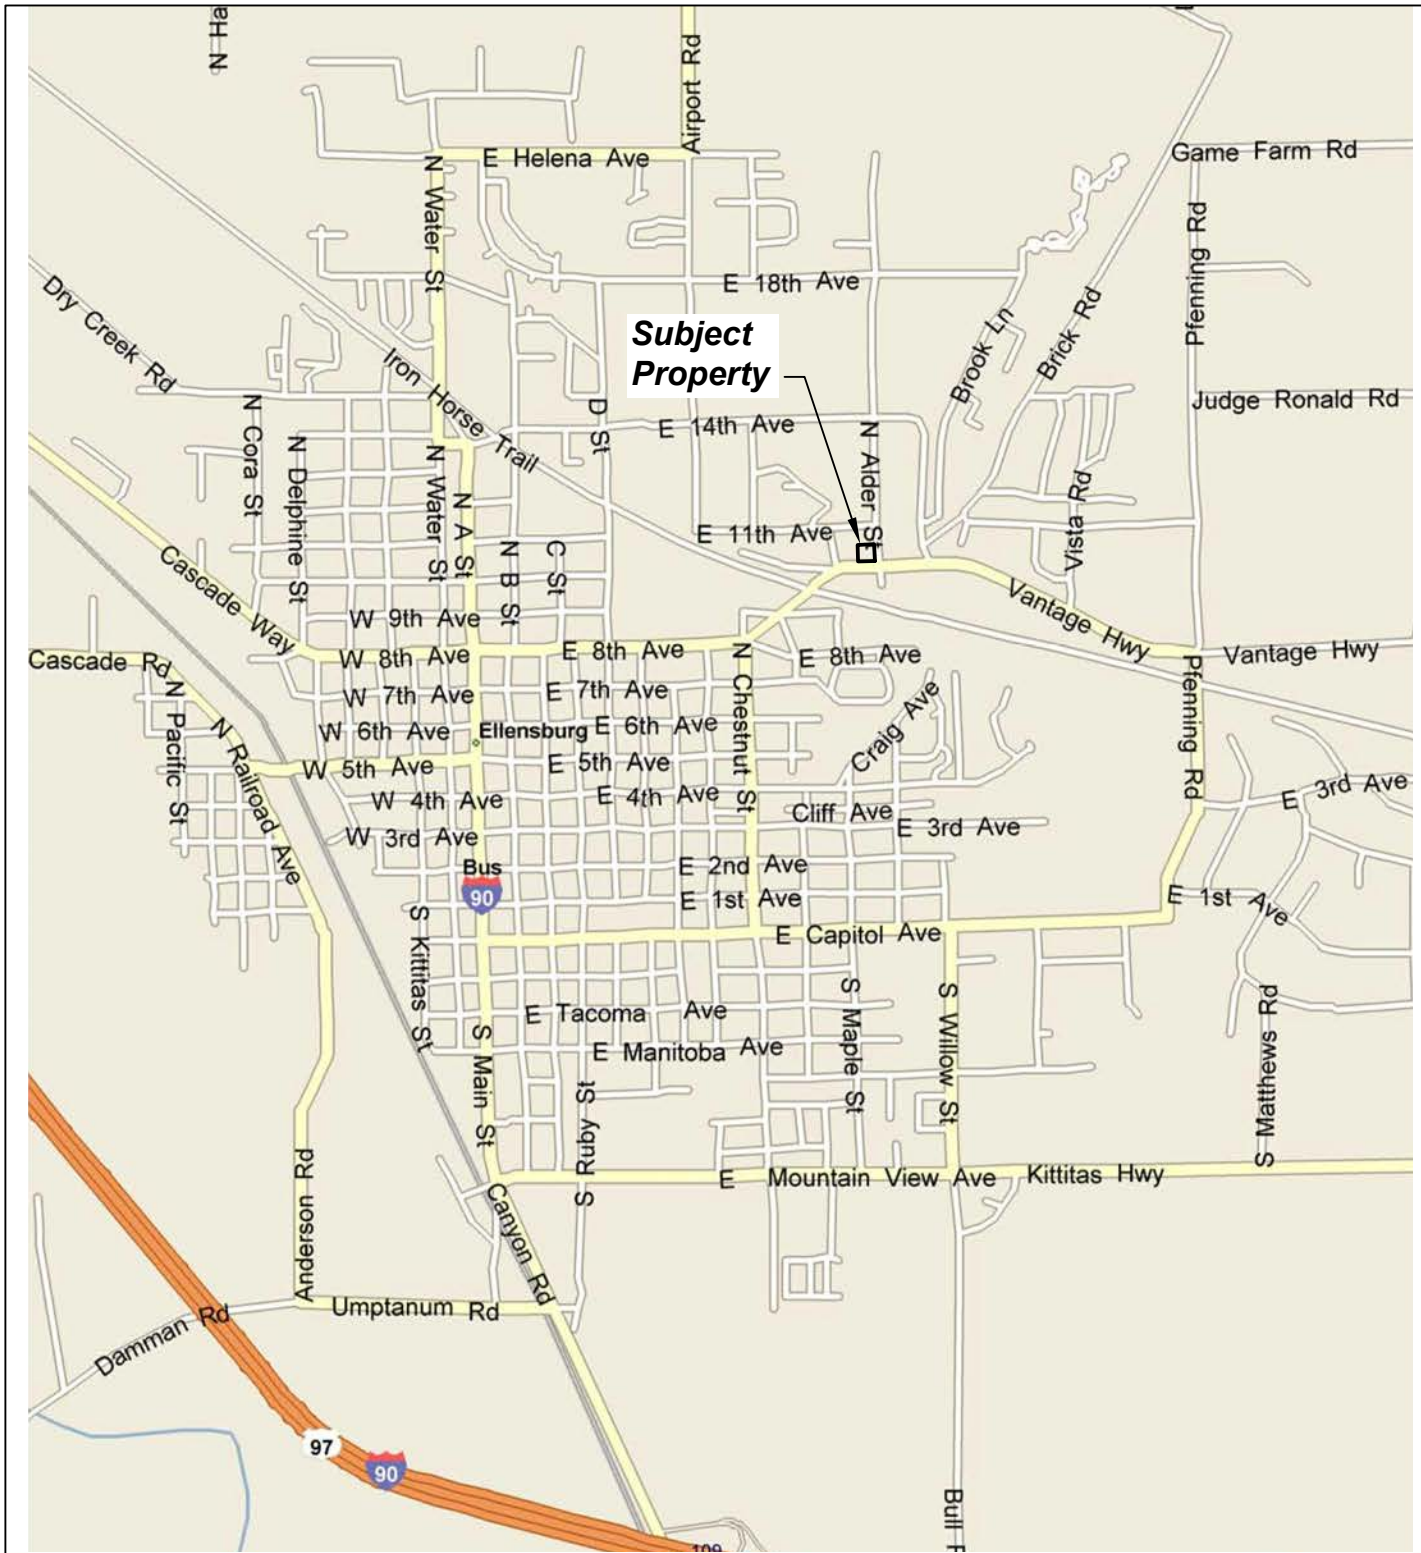 N Ha
Airport Rd
E Helena Ave
Game Farm Rd
N Water St
Pfenning Rd
Dry Creek Rd
E 18th Ave
Subject
Property
Brook Ln
Brick Rd
Iron Horse Trail
Judge Ronald Rd
N Cora St
D St
E 14th Ave
N Alder St
N Delphine St
N Water St
N A St
Vista Rd
E 11th Ave
N B St
C St
Cascade Way
W 9th Ave
Vantage Hwy
Cascade Rd
W 8th Ave
E 8th Ave
E 8th Ave
Vantage Hwy
N Pacific St
W 7th Ave
E 7th Ave
N Chestnut St
Craig Ave
Pfenning Rd
N Railroad Ave
W 6th Ave
Ellensburg
E 6th Ave
W 5th Ave
E 5th Ave
W 4th Ave
E 4th Ave
Cliff Ave
E 3rd Ave
W 3rd Ave
E 3rd Ave
Bus
90
E 2nd Ave
E 1st Ave
E 1st Ave
S Kittitas St
E Capitol Ave
S Maple St
S Willow St
S Matthews Rd
E Tacoma Ave
S Main St
E Manitoba Ave
S Ruby St
Anderson Rd
E Mountain View Ave
Kittitas Hwy
Canyon Rd
Umptanum Rd
Damman Rd
97
90
Bull
109